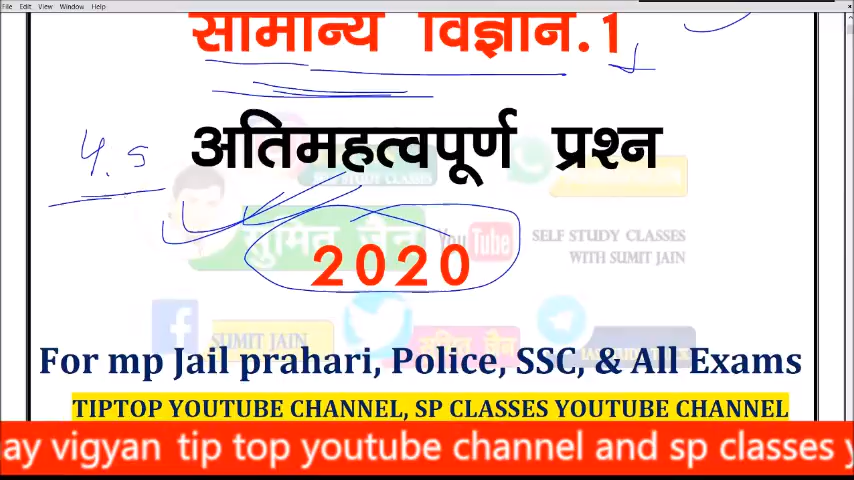 File Edit View Window Help
सामान्य विज्ञान.1
अतिमहत्वपूर्ण प्रश्न
सुमित जैन
YouTube
SELF STUDY CLASSES
WITH SUMIT JAIN
2020
SUMIT JAIN
सुमित जैन
For mp Jail prahari, Police, SSC, & All Exams
TIPTOP YOUTUBE CHANNEL, SP CLASSES YOUTUBE CHANNEL
ay vigyan tip top youtube channel and sp classes y